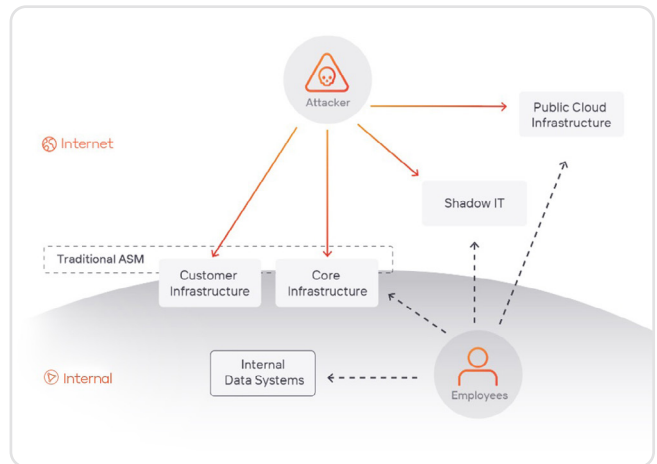 Attacker
Public Cloud
Infrastructure
Internet
Shadow IT
Traditional ASM
Customer
Infrastructure
Core
Infrastructure
Internal
Internal
Data Systems
Employees